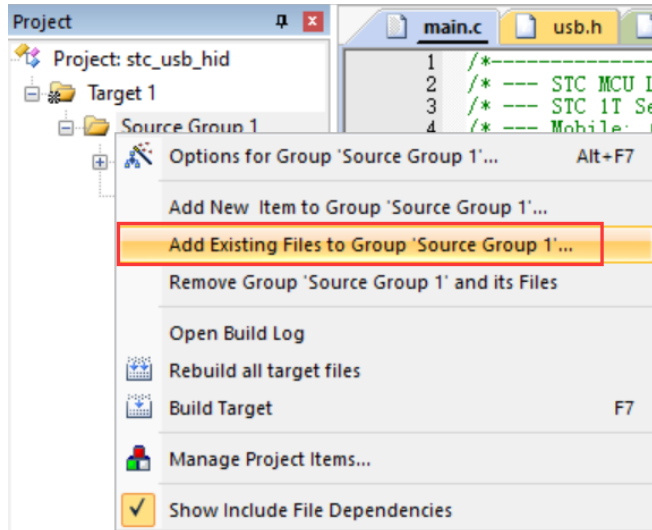 Project
main.c
usb.h
Project: stc_usb_hid
Target 1
Source Group 1
1 /*---------------
2 /* --- STC MCU
3 /* --- STC 1T Se
4 /* --- Mobile:
Options for Group 'Source Group 1'... Alt+F7
Add New Item to Group 'Source Group 1'...
Add Existing Files to Group 'Source Group 1'...
Remove Group 'Source Group 1' and its Files
Open Build Log
Rebuild all target files
Build Target F7
Manage Project Items...
Show Include File Dependencies